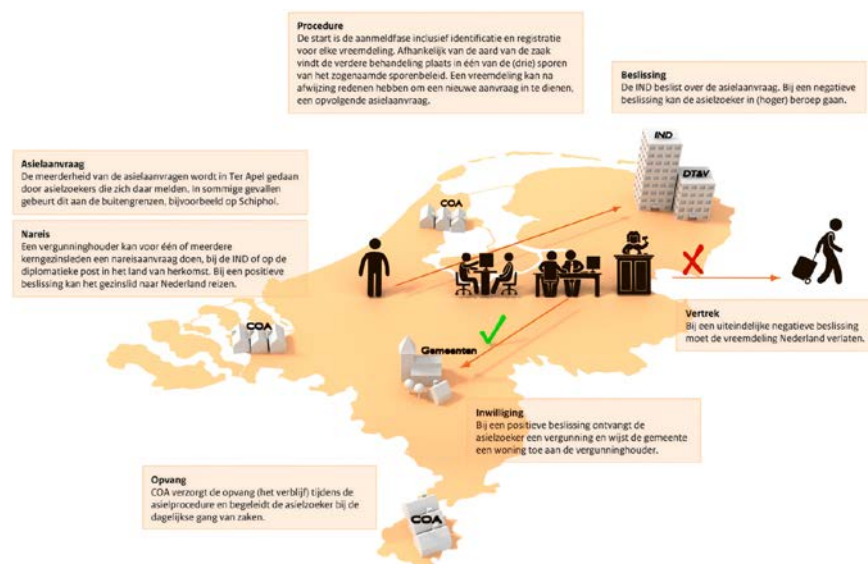 Procedure
De start is de aanmeldfase inclusief identificatie en registratie
voor elke vreemdeling. Afhankelijk van de aard van de zaak
vindt de verdere behandeling plaats in één van de (drie) sporen
van het zogenaamde sporenbeleid. Een vreemdeling kan na
afwijzing redenen hebben om een nieuwe aanvraag in te dienen,
een opvolgende asielaanvraag.
Beslissing
De IND beslist over de asielaanvraag. Bij een negatieve
beslissing kan de asielzoeker in (hoger) beroep gaan.
IND
DT&V
Asielaanvraag
De meerderheid van de asielaanvragen wordt in Ter Apel gedaan
door asielzoekers die zich daar melden. In sommige gevallen
gebeurt dit aan de buitengrenzen, bijvoorbeeld op Schiphol.
COA
Nareis
Een vergunninghouder kan voor één of meerdere
kerngezinsleden een nareisaanvraag doen, bij de IND of op de
diplomatieke post in het land van herkomst. Bij een positieve
beslissing kan het gezinslid naar Nederland reizen.
COA
Gemeenten
Vertrek
Bij een uiteindelijke negatieve beslissing
moet de vreemdeling Nederland verlaten.
Inwilliging
Bij een positieve beslissing ontvangt de
asielzoeker een vergunning en wijst de gemeente
een woning toe aan de vergunninghouder.
Opvang
COA verzorgt de opvang (het verblijf) tijdens de
asielprocedure en begeleidt de asielzoeker bij de
dagelijkse gang van zaken.
COA